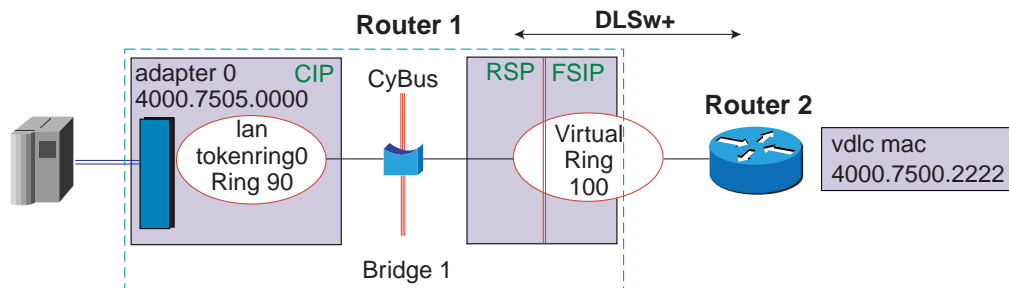 DLSw+
Router 1
adapter 0
CIP
4000.7505.0000
CyBus
RSP
FSIP
Router 2
lan
tokenring0
Ring 90
Virtual
Ring
100
vdlc mac
4000.7500.2222
Bridge 1